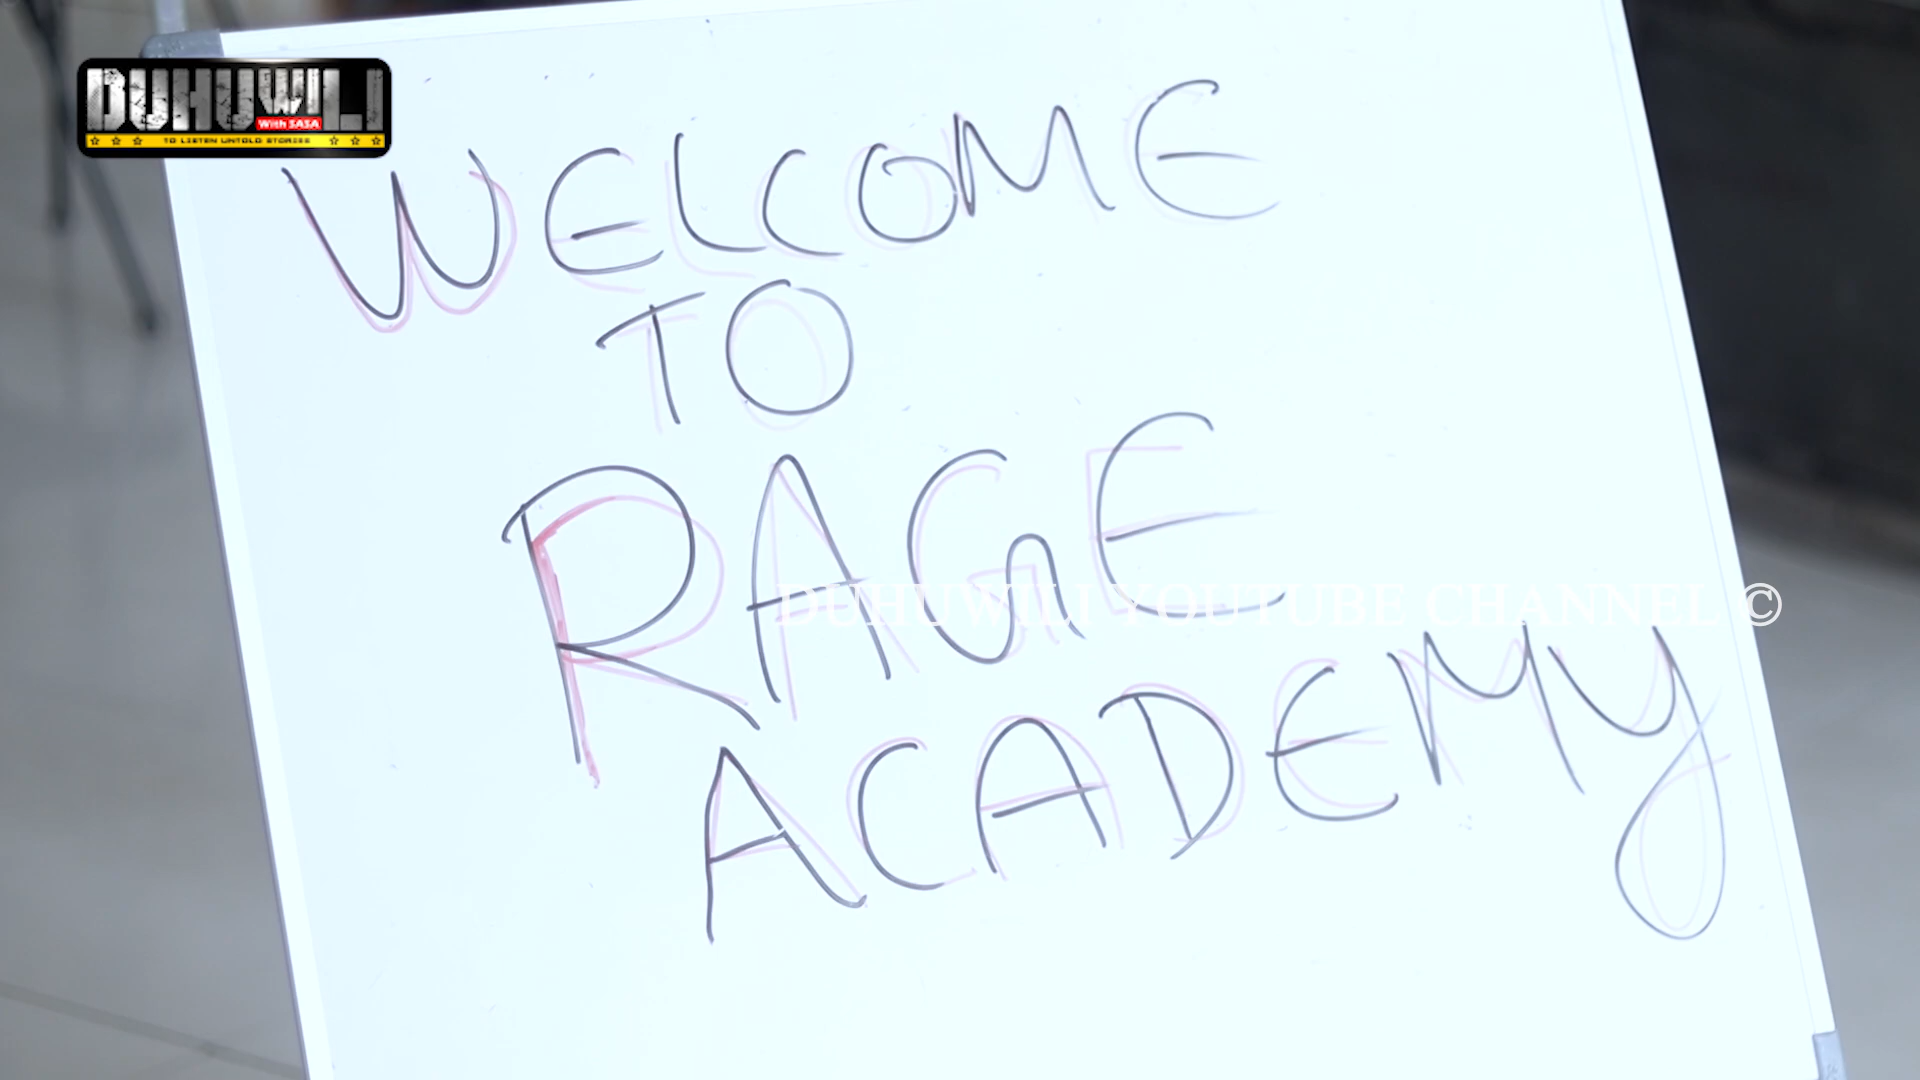 DUHUWILI
With SASA
TO LISTEN UNTOLD STORIES
WELCOME
TO
RAGE
DUHUWILI YOUTUBE CHANNEL ©
ACADEMY